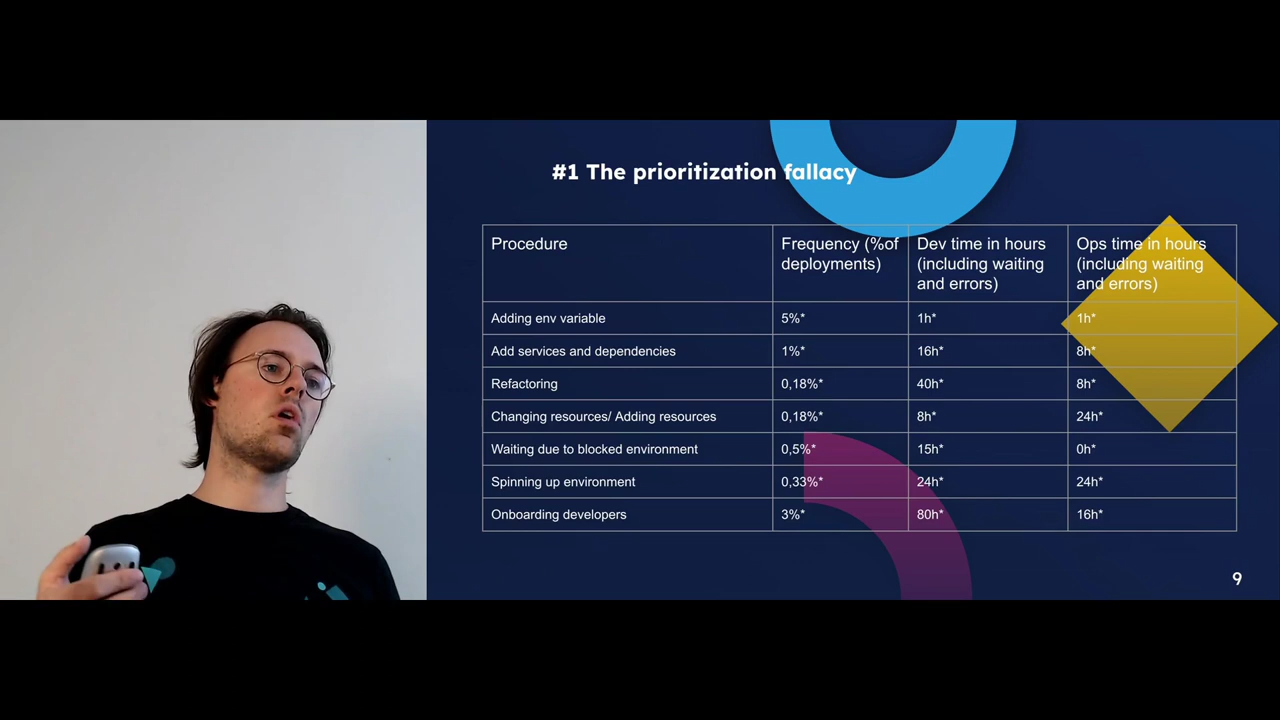 #1 The prioritization fallacy
Procedure
Frequency (%of
deployments)
Dev time in hours
(including waiting
and errors)
Ops time in hours
(including waiting
and errors)
Adding env variable 5%* 1h* 1h*
Add services and dependencies 1%* 16h* 8h*
Refactoring 0,18%* 40h* 8h*
Changing resources/ Adding resources 0,18%* 8h* 24h*
Waiting due to blocked environment 0,5%* 15h* 0h*
Spinning up environment 0,33%* 24h* 24h*
Onboarding developers 3%* 80h* 16h*
9